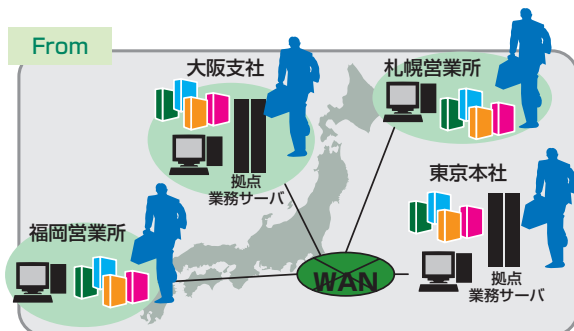 From
大阪支社
札幌営業所
拠点
業務サーバ
東京本社
福岡営業所
WAN
拠点
業務サーバ